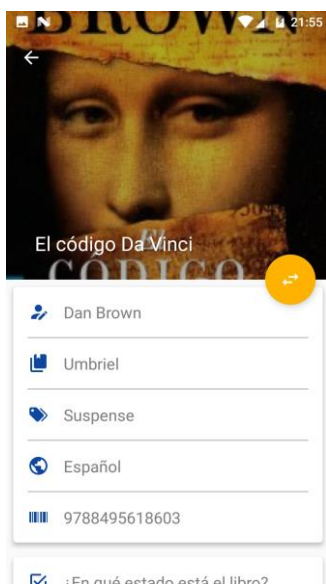 BROWN
21:55
El código Da Vinci
El
CÓDIGO
Dan Brown
Umbriel
Suspense
Español
9788495618603
¿En qué estado está el libro?